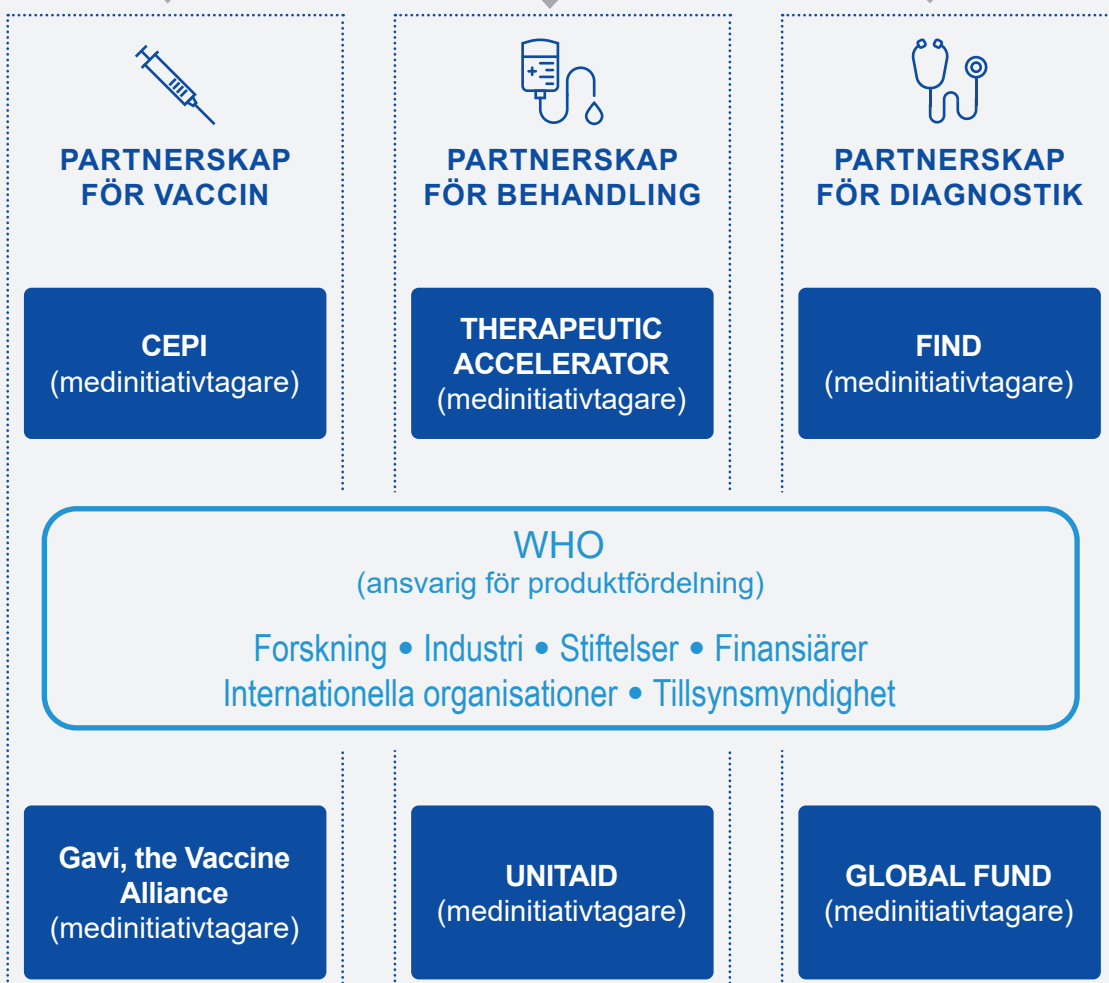 PARTNERSKAP
FÖR VACCIN
PARTNERSKAP
FÖR BEHANDLING
PARTNERSKAP
FÖR DIAGNOSTIK
CEPI
(medinitiativtagare)
THERAPEUTIC
ACCELERATOR
(medinitiativtagare)
FIND
(medinitiativtagare)
WHO
(ansvarig för produktfördelning)
Forskning • Industri • Stiftelser • Finansiärer
Internationella organisationer • Tillsynsmyndighet
Gavi, the Vaccine
Alliance
(medinitiativtagare)
UNITAID
(medinitiativtagare)
GLOBAL FUND
(medinitiativtagare)